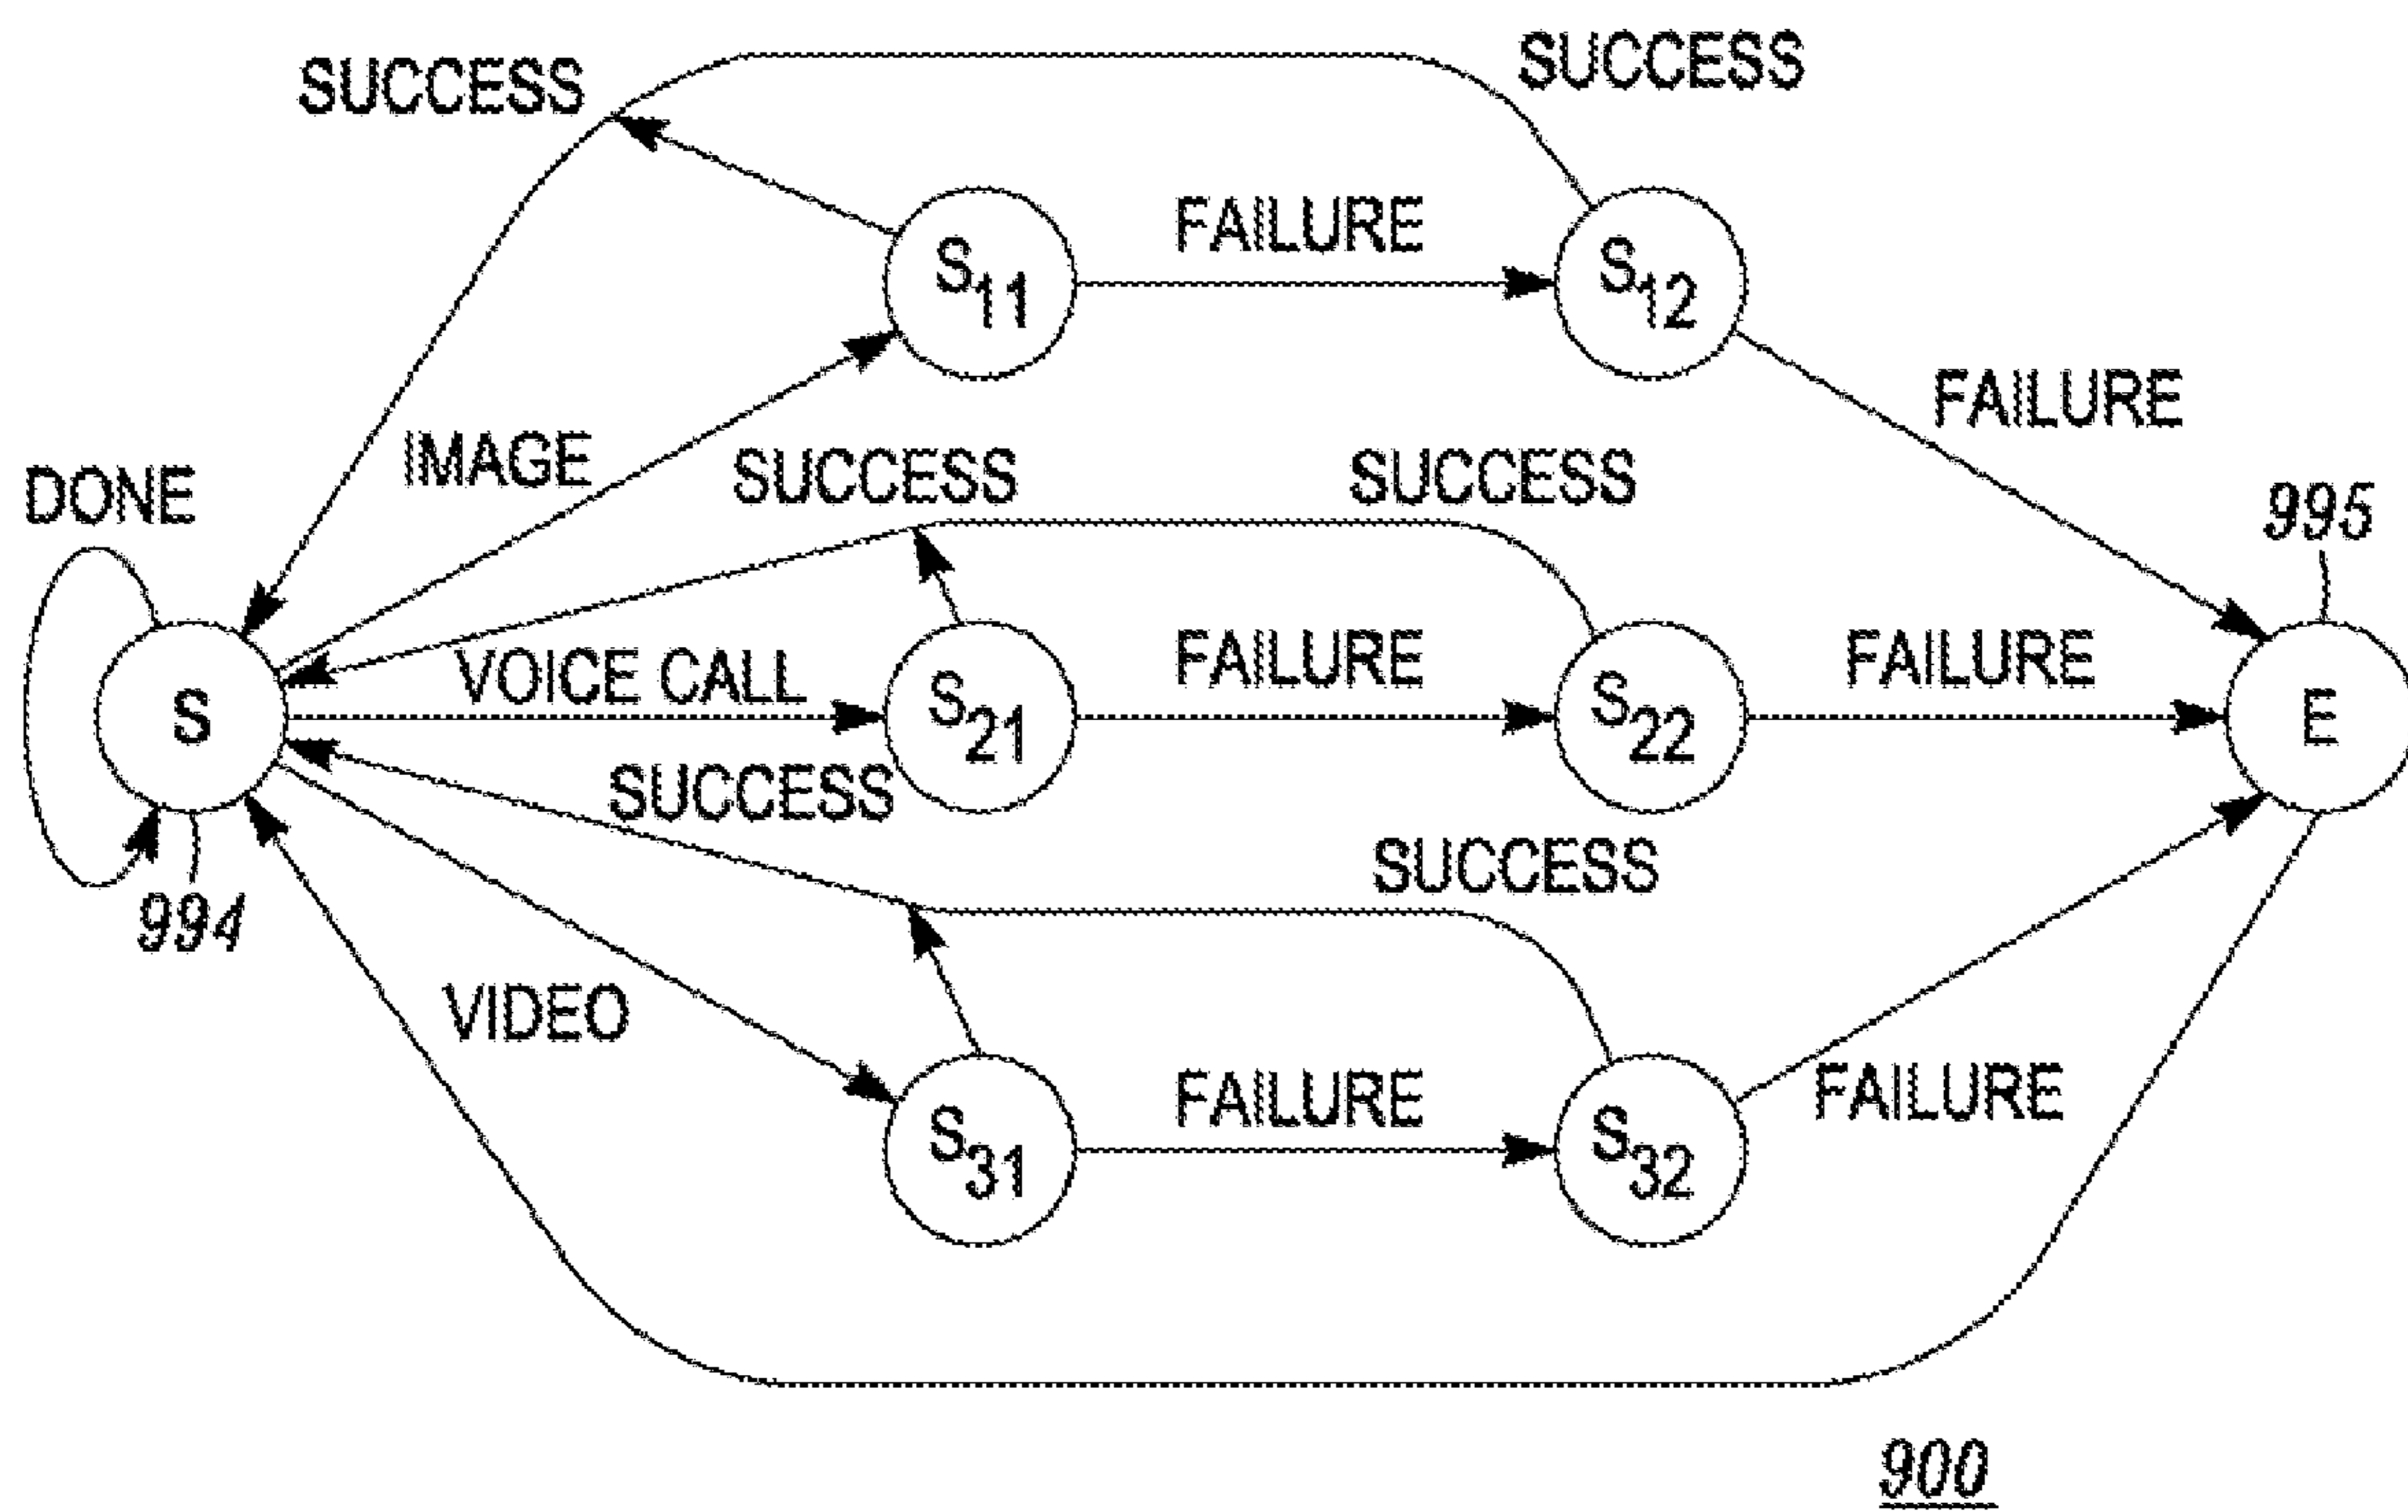 SUCCESS
SUCCESS
S11
FAILURE
S12
FAILURE
IMAGE
SUCCESS
SUCCESS
DONE
995
S
VOICE CALL
S21
FAILURE
S22
FAILURE
E
SUCCESS
994
SUCCESS
VIDEO
S31
FAILURE
S32
FAILURE
900